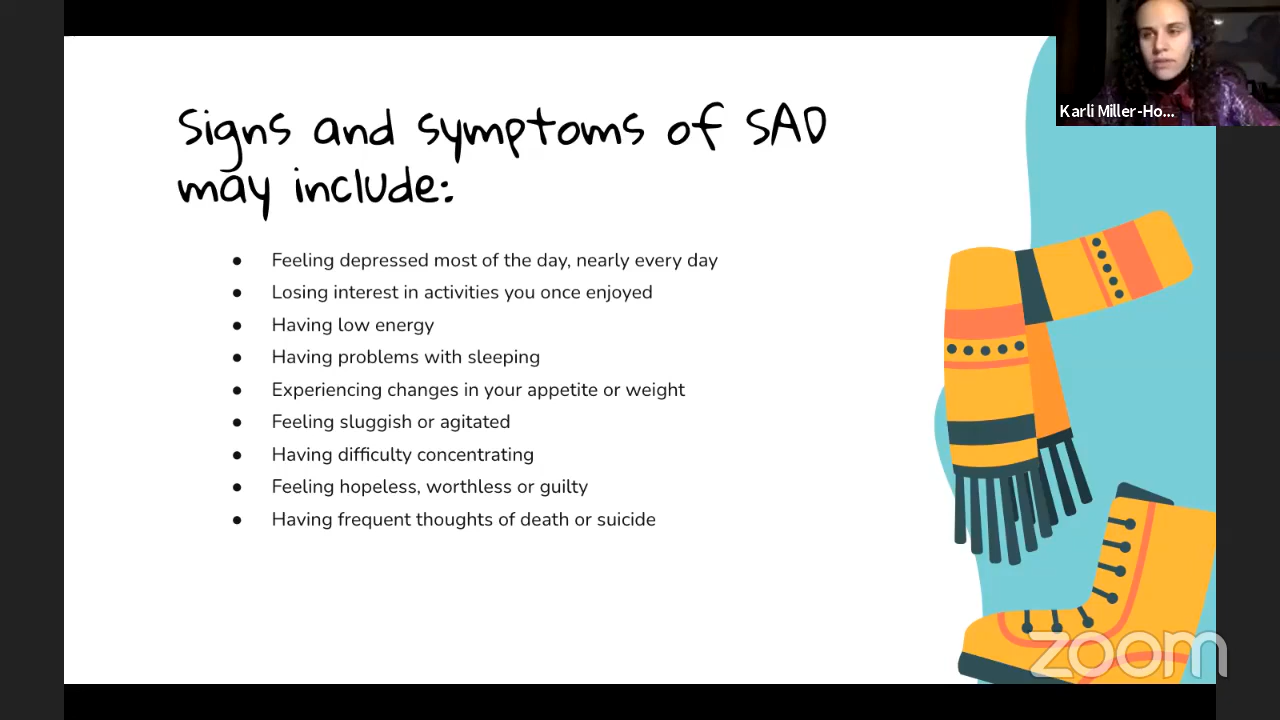 Karli Miller-Ho...
Signs and symptoms of SAD
may include:
● Feeling depressed most of the day, nearly every day
● Losing interest in activities you once enjoyed
● Having low energy
● Having problems with sleeping
● Experiencing changes in your appetite or weight
● Feeling sluggish or agitated
● Having difficulty concentrating
● Feeling hopeless, worthless or guilty
● Having frequent thoughts of death or suicide
zoom